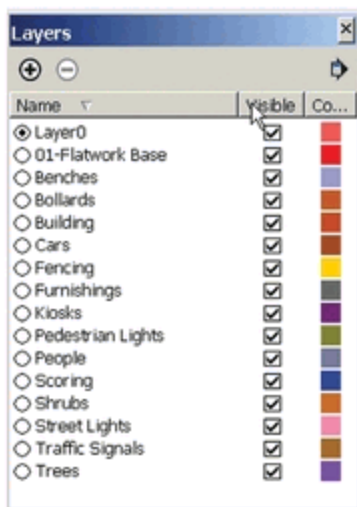 Layers
Name Visible Co...
Layer0
01-Flatwork Base
Benches
Bollards
Building
Cars
Fencing
Furnishings
Kiosks
Pedestrian Lights
People
Scoring
Shrubs
Street Lights
Traffic Signals
Trees